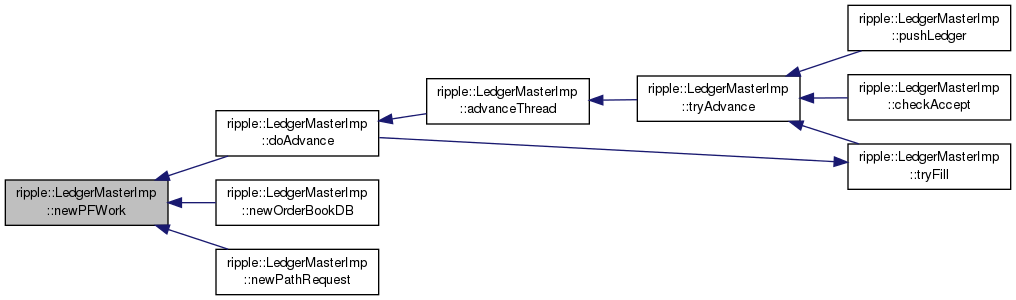 ripple::LedgerMasterImp
::pushLedger
ripple::LedgerMasterImp
::advanceThread
ripple::LedgerMasterImp
::tryAdvance
ripple::LedgerMasterImp
::checkAccept
ripple::LedgerMasterImp
::doAdvance
ripple::LedgerMasterImp
::tryFill
ripple::LedgerMasterImp
::newPFWork
ripple::LedgerMasterImp
::newOrderBookDB
ripple::LedgerMasterImp
::newPathRequest